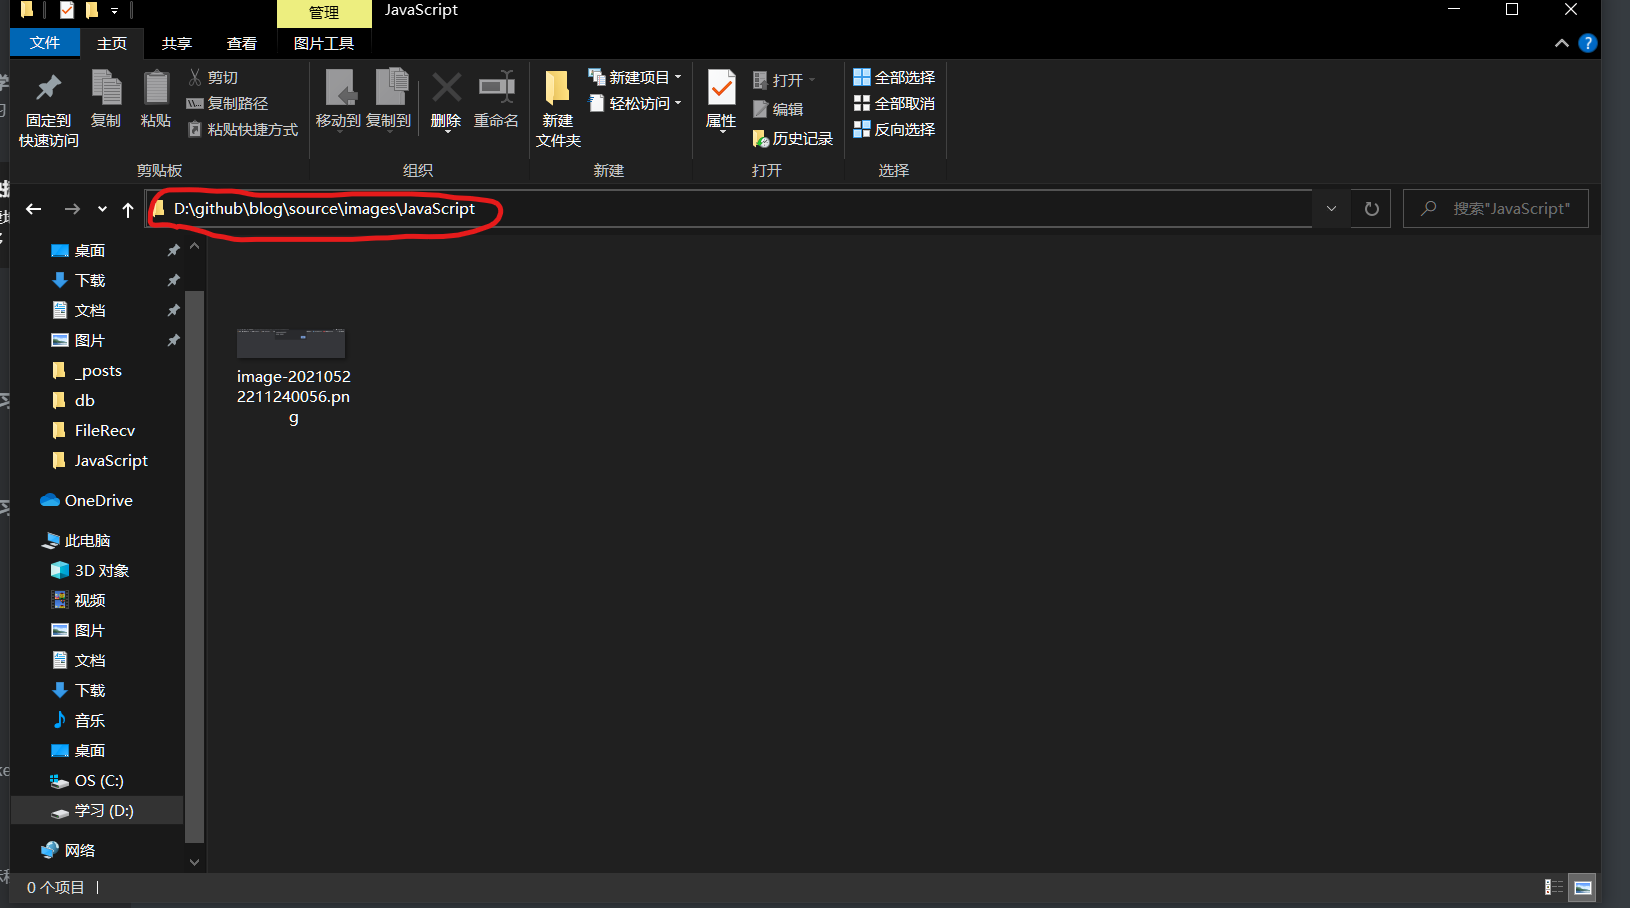 管理
JavaScript
文件
主页
共享
查看
图片工具
固定到
快速访问
复制
粘贴
剪切
复制路径
粘贴快捷方式
剪贴板
移动到
复制到
删除
重命名
组织
新建
文件夹
新建项目
轻松访问
新建
属性
打开
编辑
历史记录
打开
全部选择
全部取消
反向选择
选择
D:\github\blog\source\images\JavaScript
搜索"JavaScript"
桌面
下载
文档
图片
_posts
db
FileRecv
JavaScript
OneDrive
此电脑
3D 对象
视频
图片
文档
下载
音乐
桌面
OS (C:)
学习 (D:)
网络
image-2021052
2211240056.pn
g
0 个项目